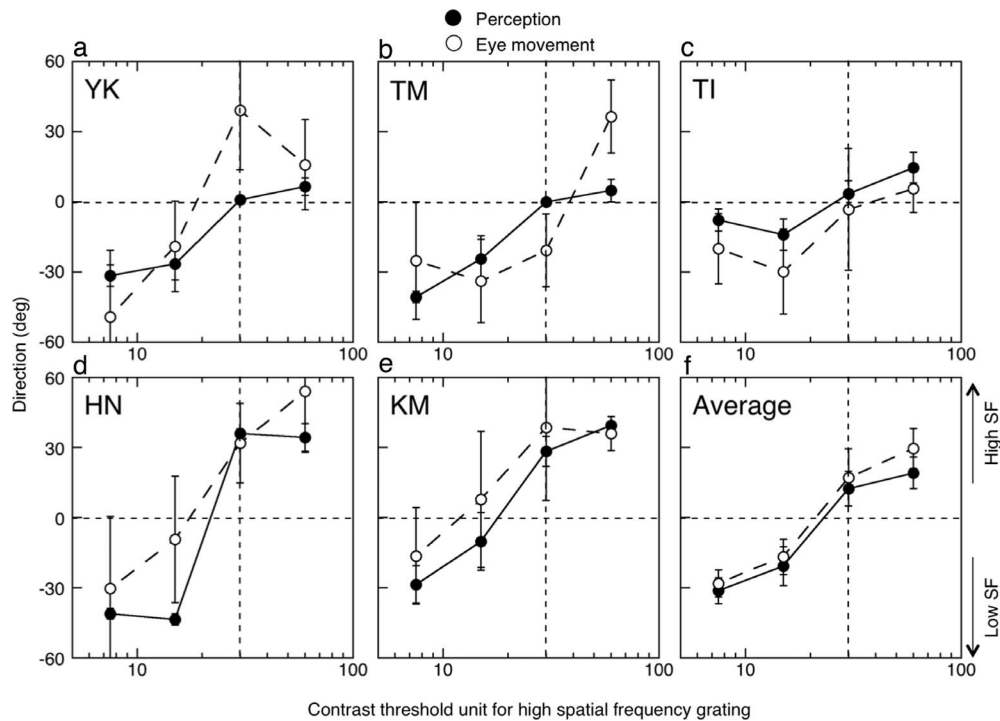 Perception
Eye movement
a b c
60 YK TM TI
30
0
-30
-60
10 100 10 100 10 100
d e f
60 HN KM Average
30
0
-30
-60
10 100 10 100 10 100
Direction (deg)
High SF
Low SF
Contrast threshold unit for high spatial frequency grating